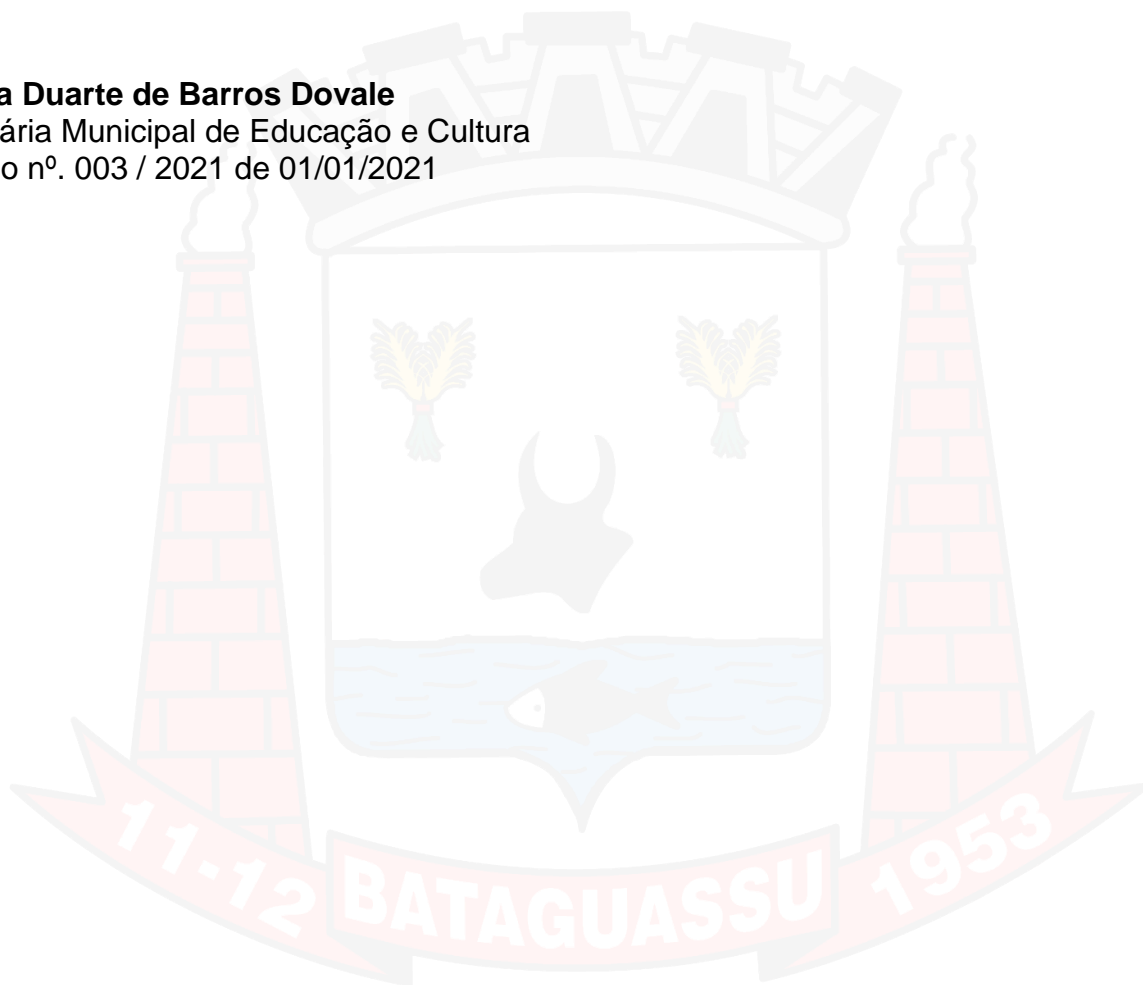 a Duarte de Barros Dovale
ária Municipal de Educação e Cultura
o nº. 003 / 2021 de 01/01/2021
11-12 BATAGUASSU 1953